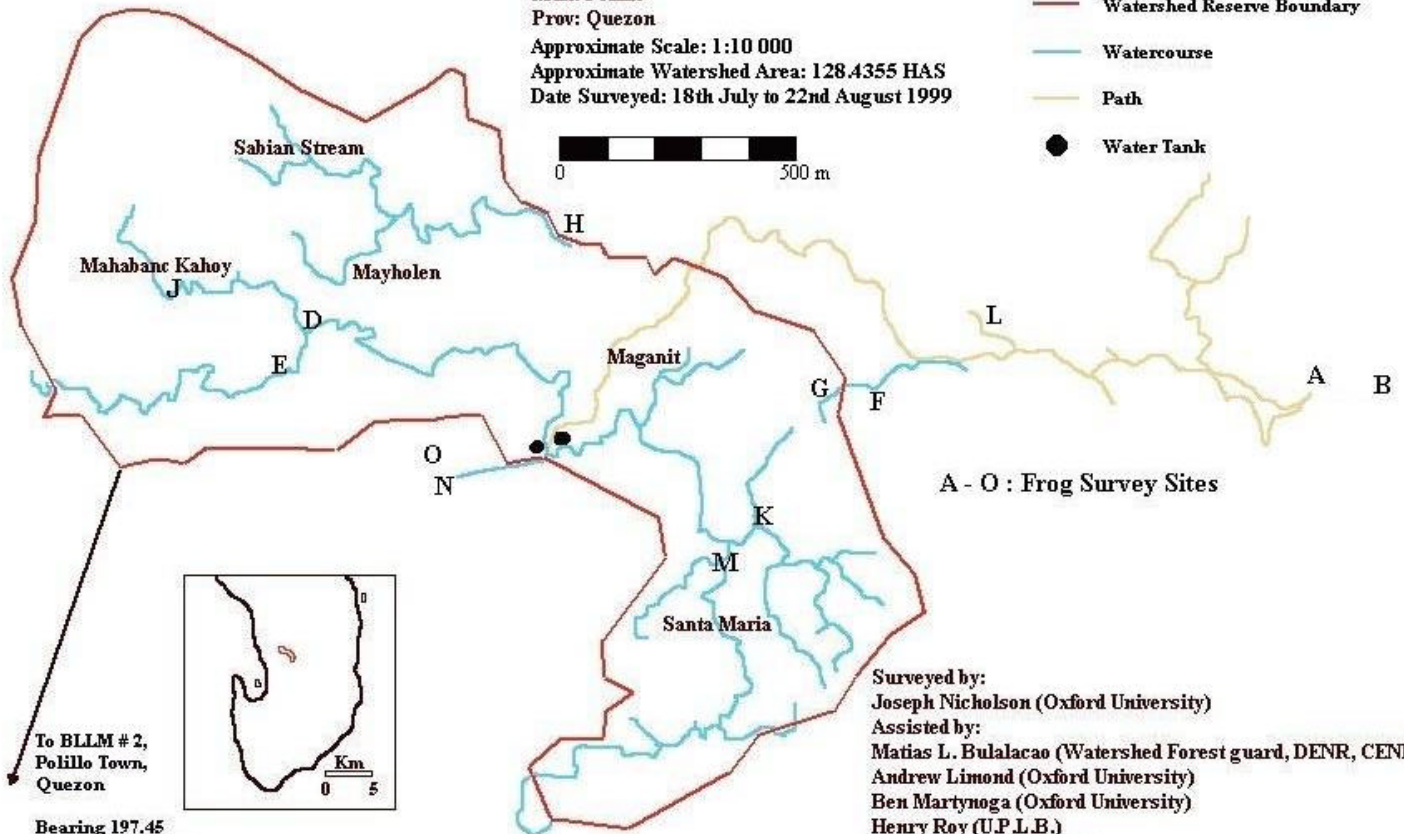 Prov: Quezon
Approximate Scale: 1:10 000
Approximate Watershed Area: 128.4355 HAS
Date Surveyed: 18th July to 22nd August 1999
0 500 m
Watershed Reserve Boundary
Watercourse
Path
Water Tank
Sabian Stream
H
Mahabanc Kahoy
J
Mayholen
D
E
L
Maganit
G
F
A
B
O
N
A - O : Frog Survey Sites
K
M
Santa Maria
Km
0 5
To BLLM # 2,
Polillo Town,
Quezon
Bearing 197.45
Surveyed by:
Joseph Nicholson (Oxford University)
Assisted by:
Matias L. Bulalacao (Watershed Forest guard, DENR,
Andrew Limond (Oxford University)
Ben Martynoga (Oxford University)
Henry Roy (U.P.L.B.)